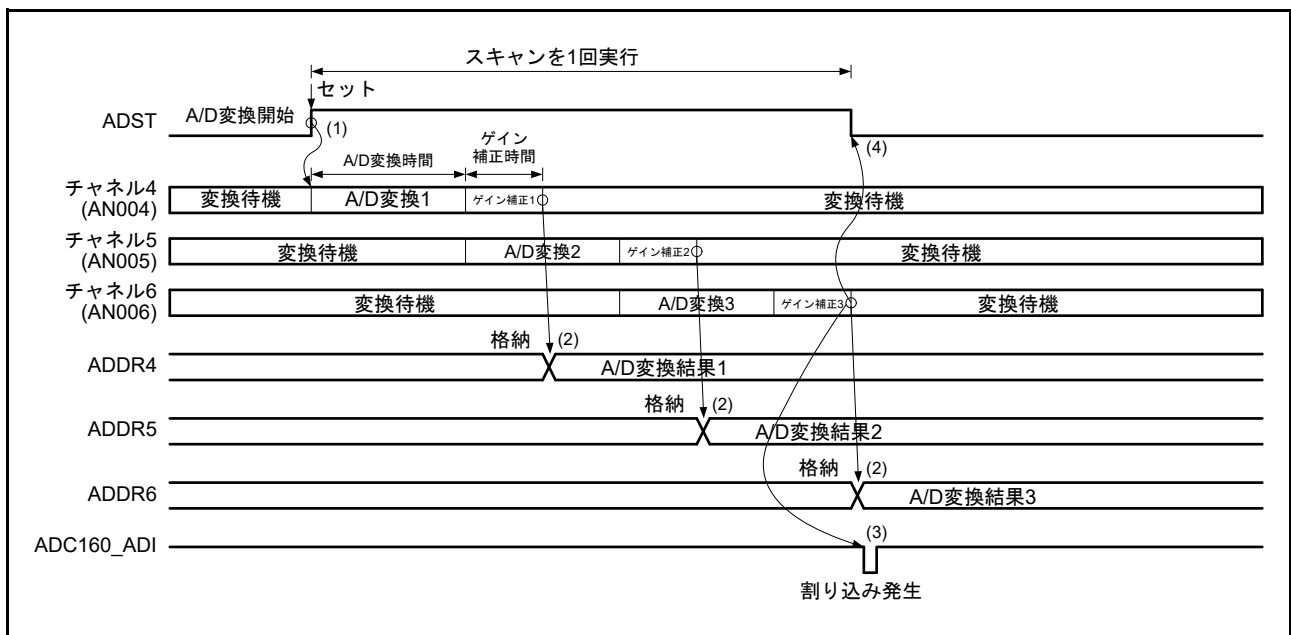 スキャンを1回実行
セット
ADST
A/D変換開始
(1)
(4)
A/D変換時間
ゲイン
補正時間
チャネル4
(AN004)
変換待機
A/D変換1
ゲイン補正1
変換待機
チャネル5
(AN005)
変換待機
A/D変換2
ゲイン補正2
変換待機
チャネル6
(AN006)
変換待機
A/D変換3
ゲイン補正3
変換待機
格納
(2)
ADDR4
A/D変換結果1
格納
(2)
ADDR5
A/D変換結果2
格納
(2)
ADDR6
A/D変換結果3
ADC160_ADI
(3)
割り込み発生